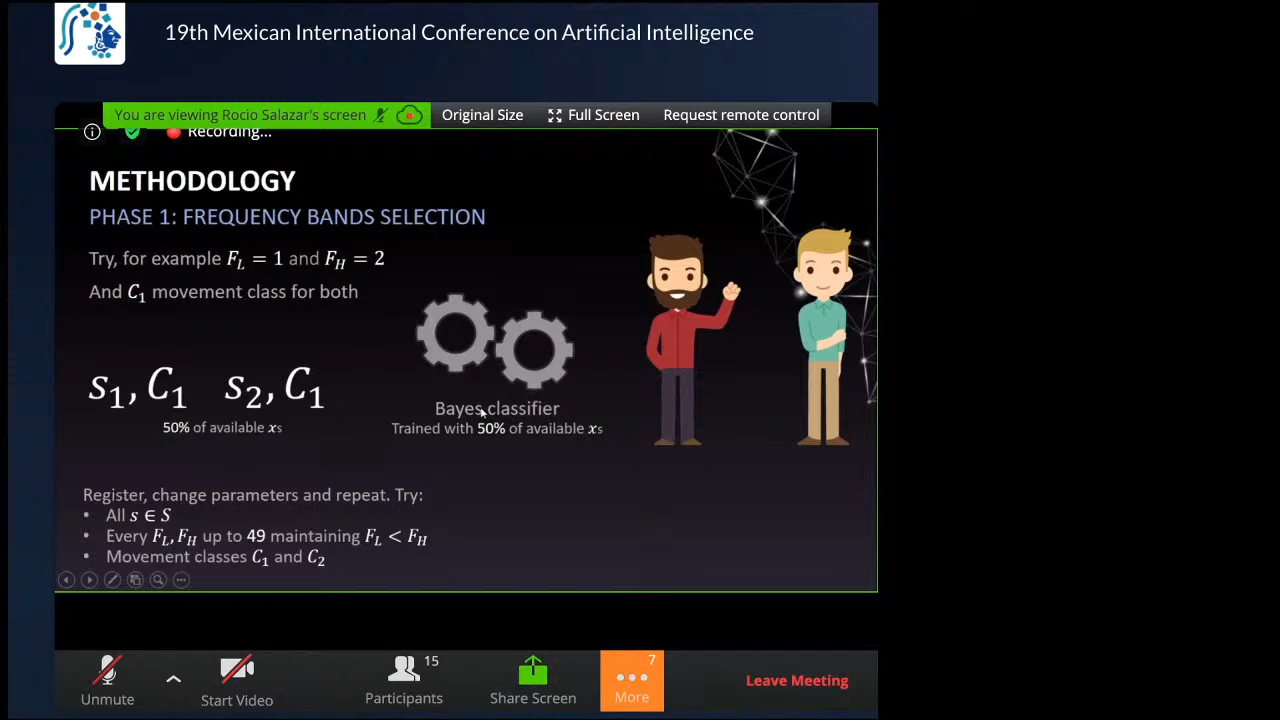 19th Mexican International Conference on Artificial Intelligence
You are viewing Rocio Salazar's screen
Original Size
Full Screen
Request remote control
Recording...
METHODOLOGY
PHASE 1: FREQUENCY BANDS SELECTION
Try, for example F_L = 1 and F_H = 2
And C_1 movement class for both
s_1, C_1 s_2, C_1
50% of available x_s
Bayes classifier
Trained with 50% of available x_s
Register, change parameters and repeat. Try:
• All s ∈ S
• Every F_L, F_H up to 49 maintaining F_L < F_H
• Movement classes C_1 and C_2
Unmute
Start Video
Participants 15
Share Screen
More 7
Leave Meeting